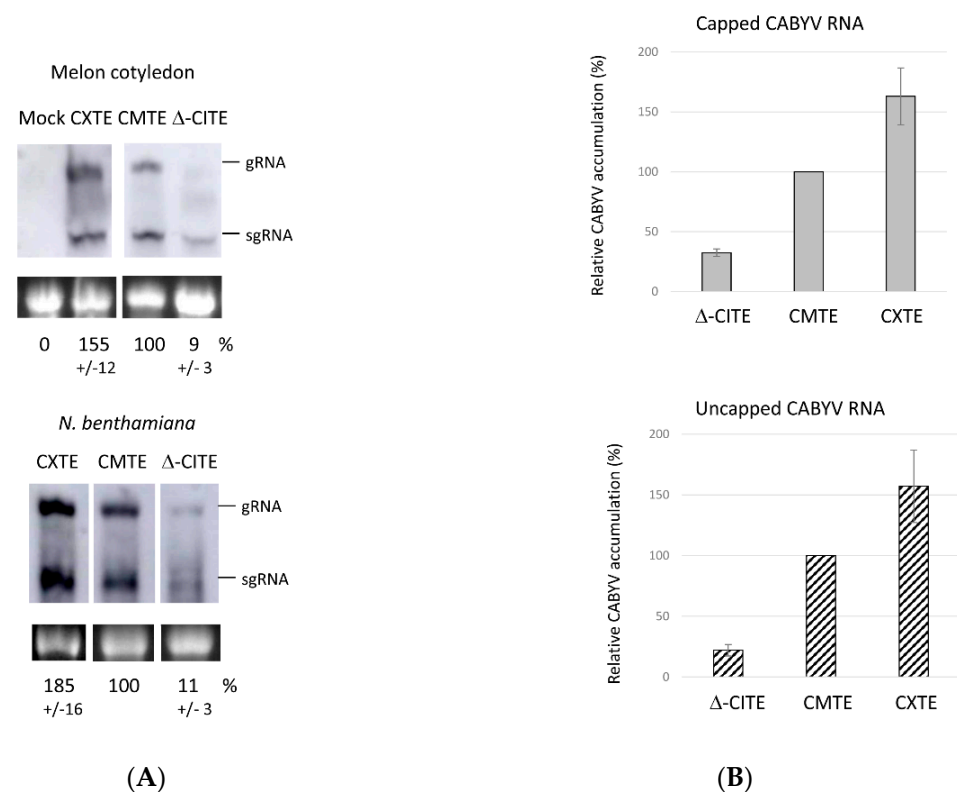 Melon cotyledon
Mock CXTE CMTE Δ-CITE
gRNA
sgRNA
0 155 100 9 %
+/-12 +/- 3
N. benthamiana
CXTE CMTE Δ-CITE
gRNA
sgRNA
185 100 11 %
+/-16 +/- 3
(A)
Capped CABYV RNA
Relative CABYV accumulation (%)
200
150
100
50
0
Δ-CITE CMTE CXTE
Uncapped CABYV RNA
Relative CABYV accumulation (%)
200
150
100
50
0
Δ-CITE CMTE CXTE
(B)